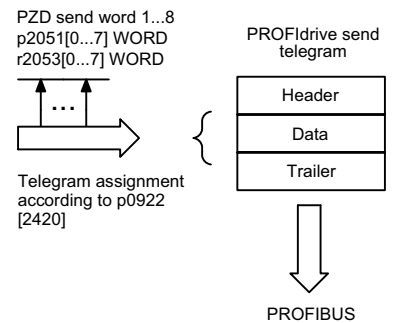 PZD send word 1...8
p2051[0...7] WORD
r2053[0...7] WORD
...
Telegram assignment
according to p0922
[2420]
PROFIdrive send
telegram
Header
Data
Trailer
PROFIBUS